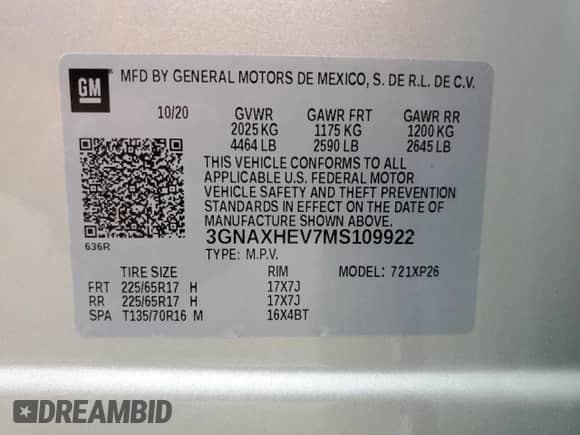 GM MFD BY GENERAL MOTORS DE MEXICO, S. DE R.L. DE C.V.
10/20 GVWR GAWR FRT GAWR RR
2025 KG 1175 KG 1200 KG
4464 LB 2590 LB 2645 LB
THIS VEHICLE CONFORMS TO ALL
APPLICABLE U.S. FEDERAL MOTOR
VEHICLE SAFETY AND THEFT PREVENTION
STANDARDS IN EFFECT ON THE DATE OF
MANUFACTURE SHOWN ABOVE.
636R 3GNAXHEV7MS109922
TYPE: M.P.V.
TIRE SIZE RIM MODEL: 721XP26
FRT 225/65R17 H 17X7J
RR 225/65R17 H 17X7J
SPA T135/70R16 M 16X4BT
DREAMBID